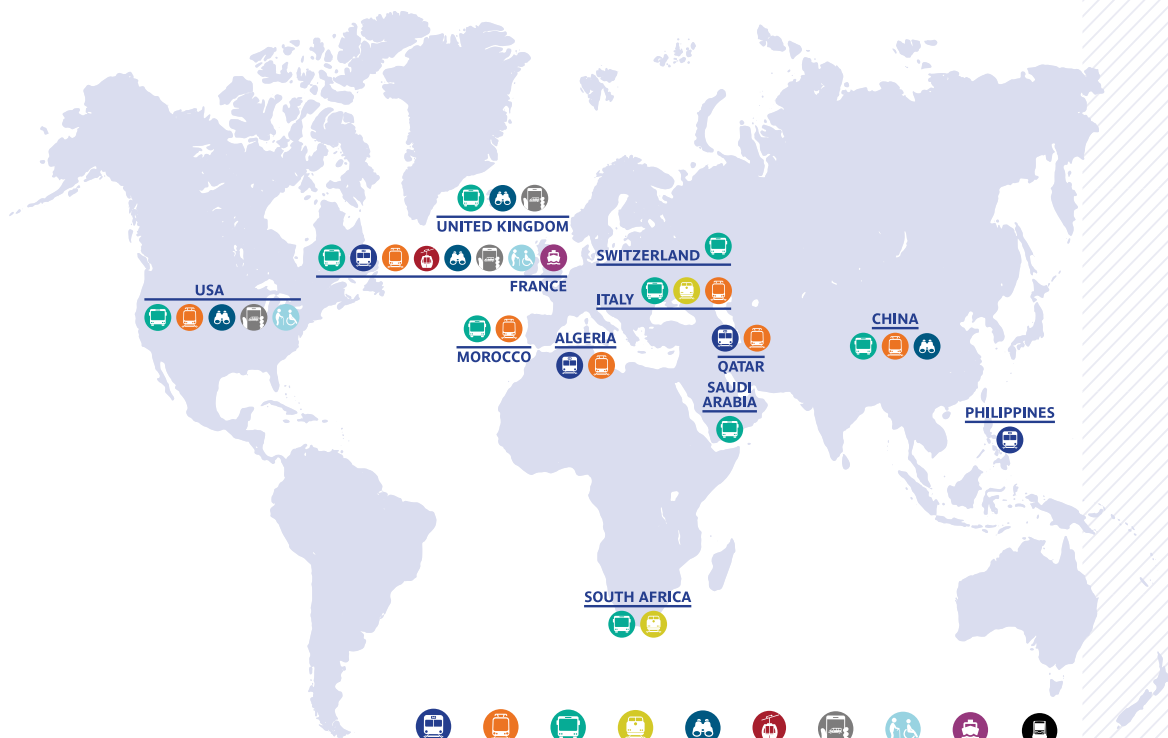 UNITED KINGDOM
SWITZERLAND
FRANCE
USA
ITALY
CHINA
MOROCCO
ALGERIA
QATAR
SAUDI
ARABIA
PHILIPPINES
SOUTH AFRICA